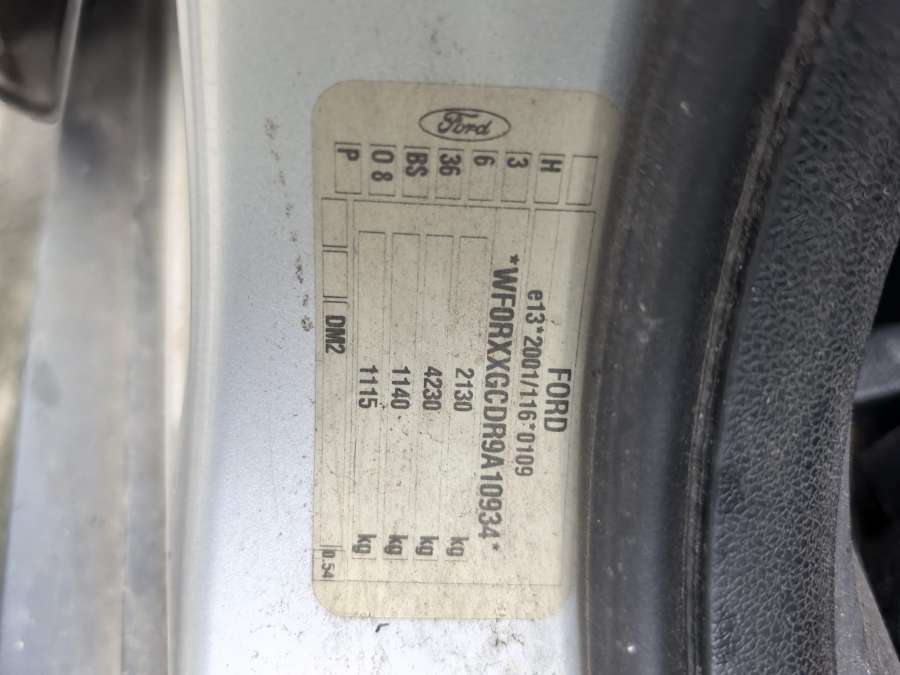 Ford
H
3
6
36
BS
O 8
P
FORD
e13*2001/116*0109
*WF0RXXGCDR9A10934*
2130 kg
4230 kg
1140 kg
1115 kg
DM2
0.54